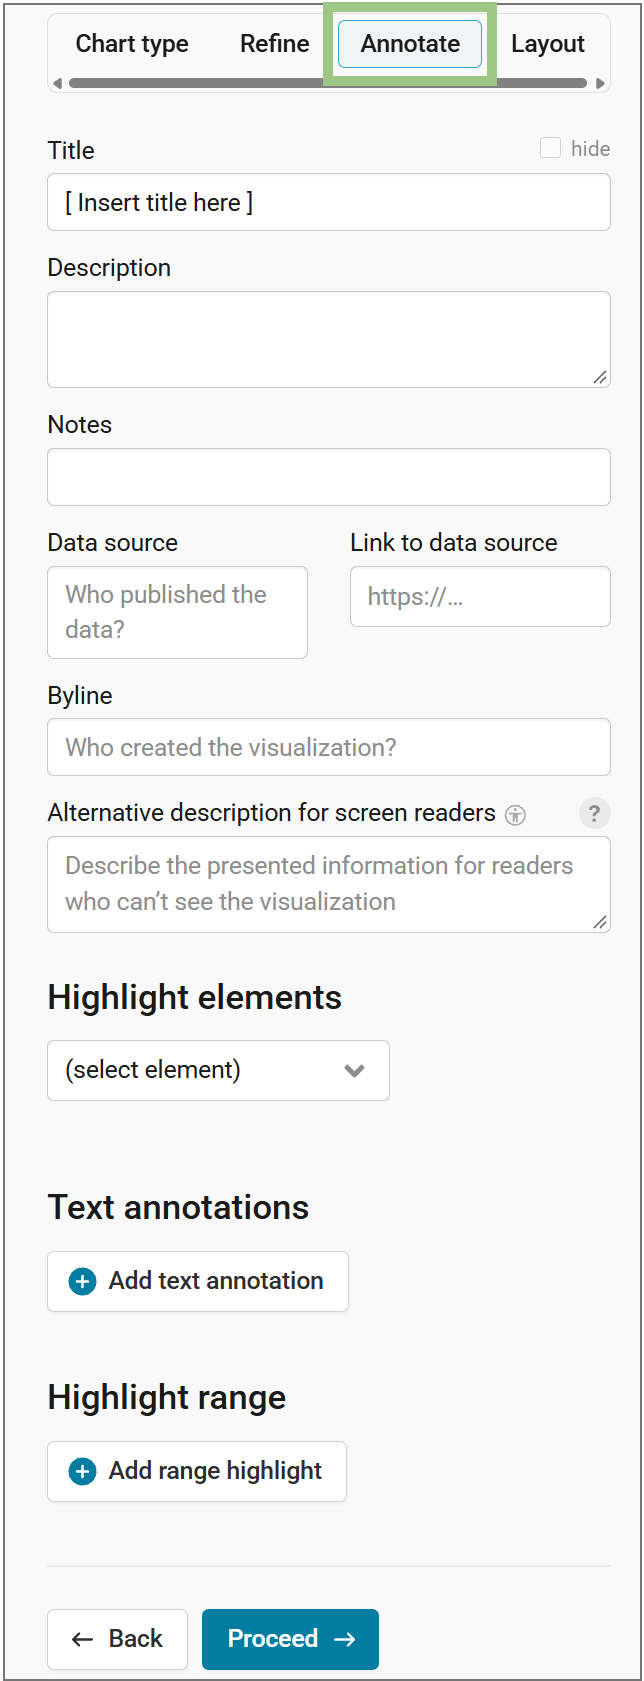 Chart type Refine Annotate Layout
Title
hide
[ Insert title here ]
Description
Notes
Data source
Link to data source
Who published the
data?
https://...
Byline
Who created the visualization?
Alternative description for screen readers
?
Describe the presented information for readers
who can’t see the visualization
Highlight elements
(select element)
Text annotations
Add text annotation
Highlight range
Add range highlight
Back
Proceed